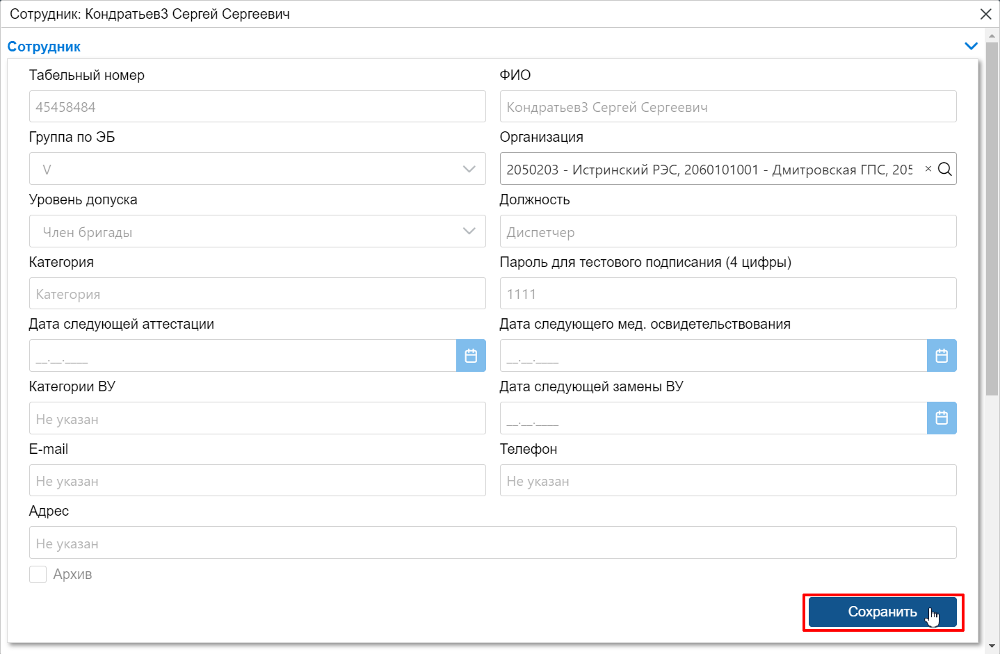 Сотрудник: Кондратьев3 Сергей Сергеевич
Сотрудник
Табельный номер
ФИО
45458484
Кондратьев3 Сергей Сергеевич
Группа по ЭБ
Организация
V
2050203 - Истринский РЭС, 2060101001 - Дмитровская ГПС, 205
Уровень допуска
Должность
Член бригады
Диспетчер
Категория
Пароль для тестового подписания (4 цифры)
Категория
1111
Дата следующей аттестации
Дата следующего мед. освидетельствования
__.__.____
__.__.____
Категории ВУ
Дата следующей замены ВУ
Не указан
__.__.____
E-mail
Телефон
Не указан
Не указан
Адрес
Не указан
Архив
Сохранить